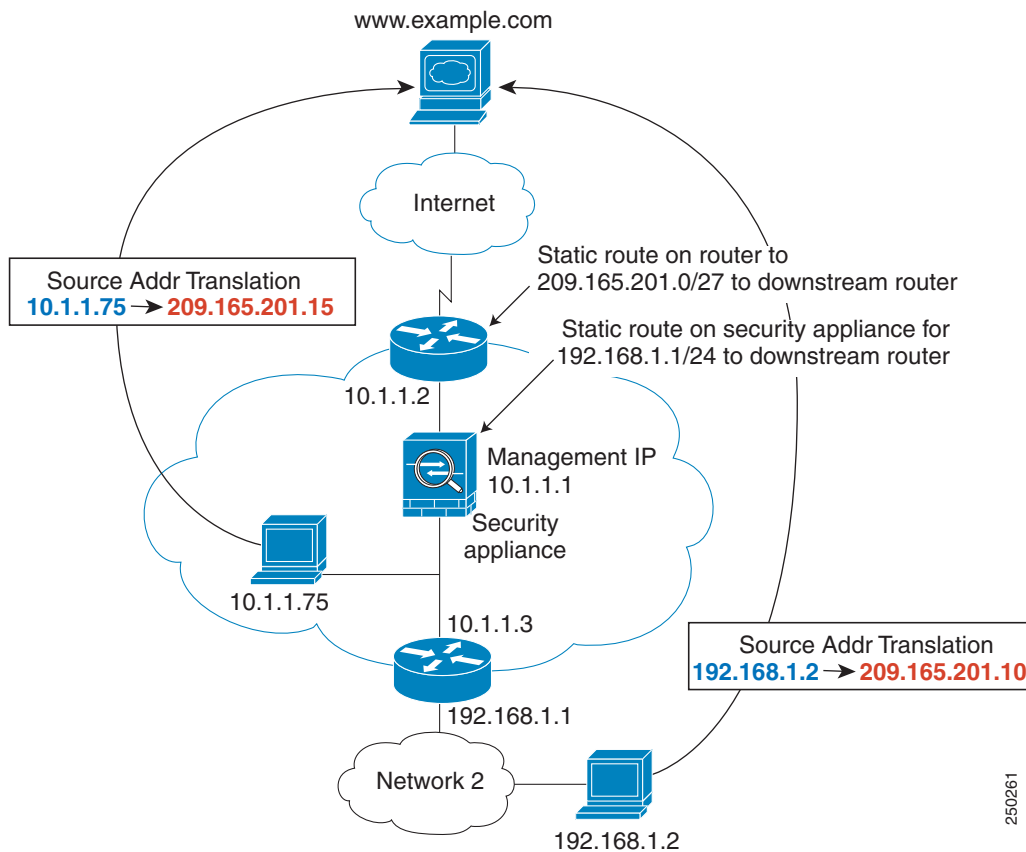 www.example.com
Internet
Static route on router to
209.165.201.0/27 to downstream router
Source Addr Translation
10.1.1.75 209.165.201.15
Static route on security appliance for
192.168.1.1/24 to downstream router
10.1.1.2
Management IP
10.1.1.1
Security
appliance
10.1.1.75
10.1.1.3
Source Addr Translation
192.168.1.2 209.165.201.10
192.168.1.1
Network 2
192.168.1.2
250261